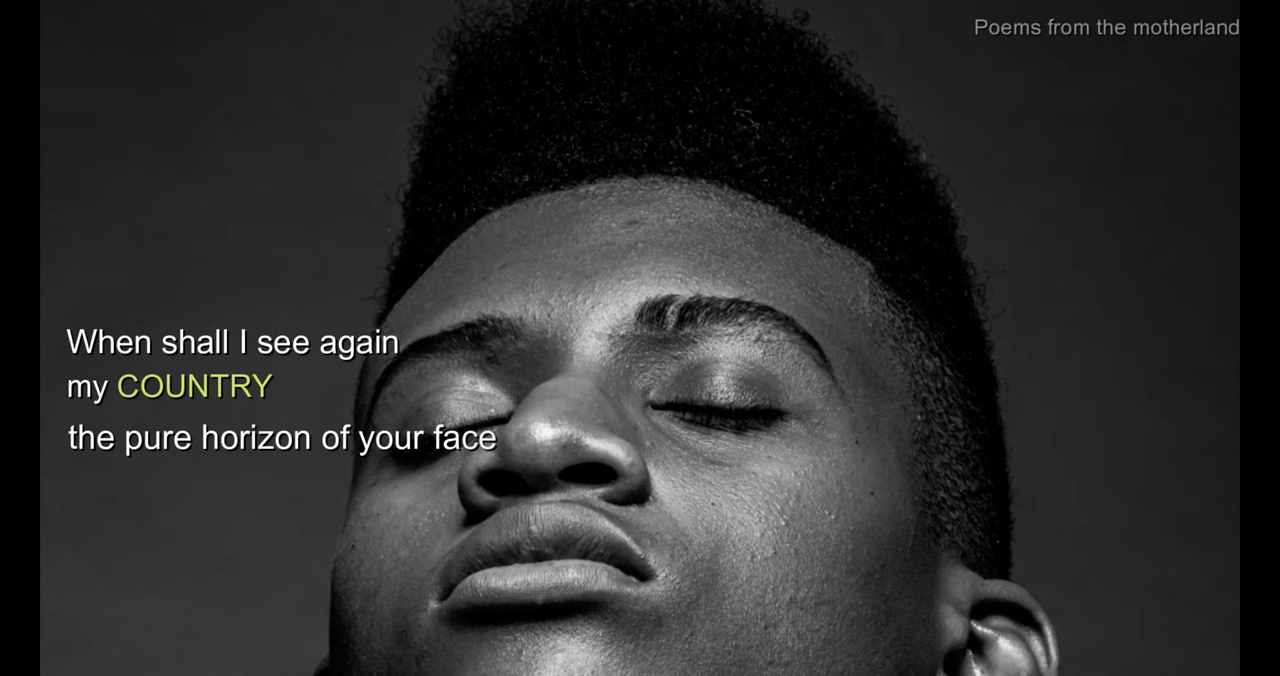 Poems from the motherland
When shall I see again
my COUNTRY
the pure horizon of your face